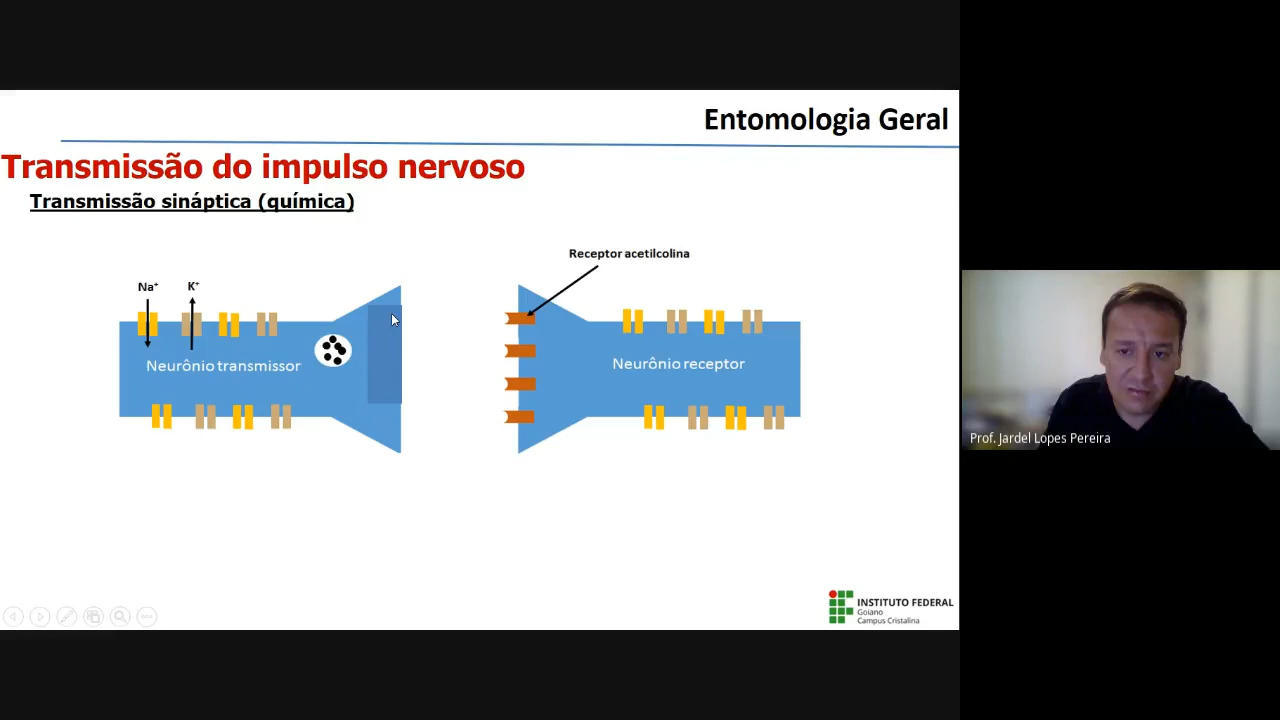 Entomologia Geral
Transmissão do impulso nervoso
Transmissão sináptica (química)
Receptor acetilcolina
Na⁺
K⁺
Neurônio transmissor
Neurônio receptor
Prof. Jardel Lopes Pereira
INSTITUTO FEDERAL
Goiano
Campus Cristalina